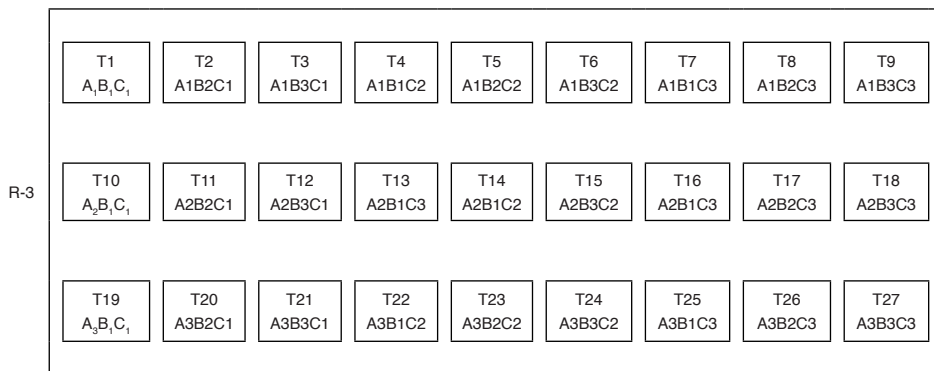 T1 T2 T3 T4 T5 T6 T7 T8 T9
A₁B₁C₁ A1B2C1 A1B3C1 A1B1C2 A1B2C2 A1B3C2 A1B1C3 A1B2C3 A1B3C3
R-3
T10 T11 T12 T13 T14 T15 T16 T17 T18
A₂B₁C₁ A2B2C1 A2B3C1 A2B1C3 A2B1C2 A2B3C2 A2B1C3 A2B2C3 A2B3C3
T19 T20 T21 T22 T23 T24 T25 T26 T27
A₃B₁C₁ A3B2C1 A3B3C1 A3B1C2 A3B2C2 A3B3C2 A3B1C3 A3B2C3 A3B3C3